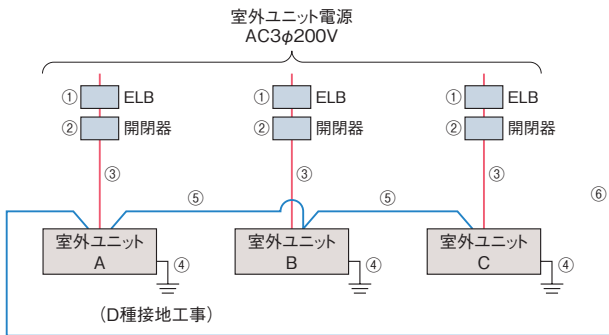 室外ユニット電源
AC3φ200V
① ELB ① ELB ① ELB
② 開閉器 ② 開閉器 ② 開閉器
③ ③ ③
⑤ ⑤ ⑥
室外ユニット 室外ユニット 室外ユニット
A ④ B ④ C ④
（D種接地工事）